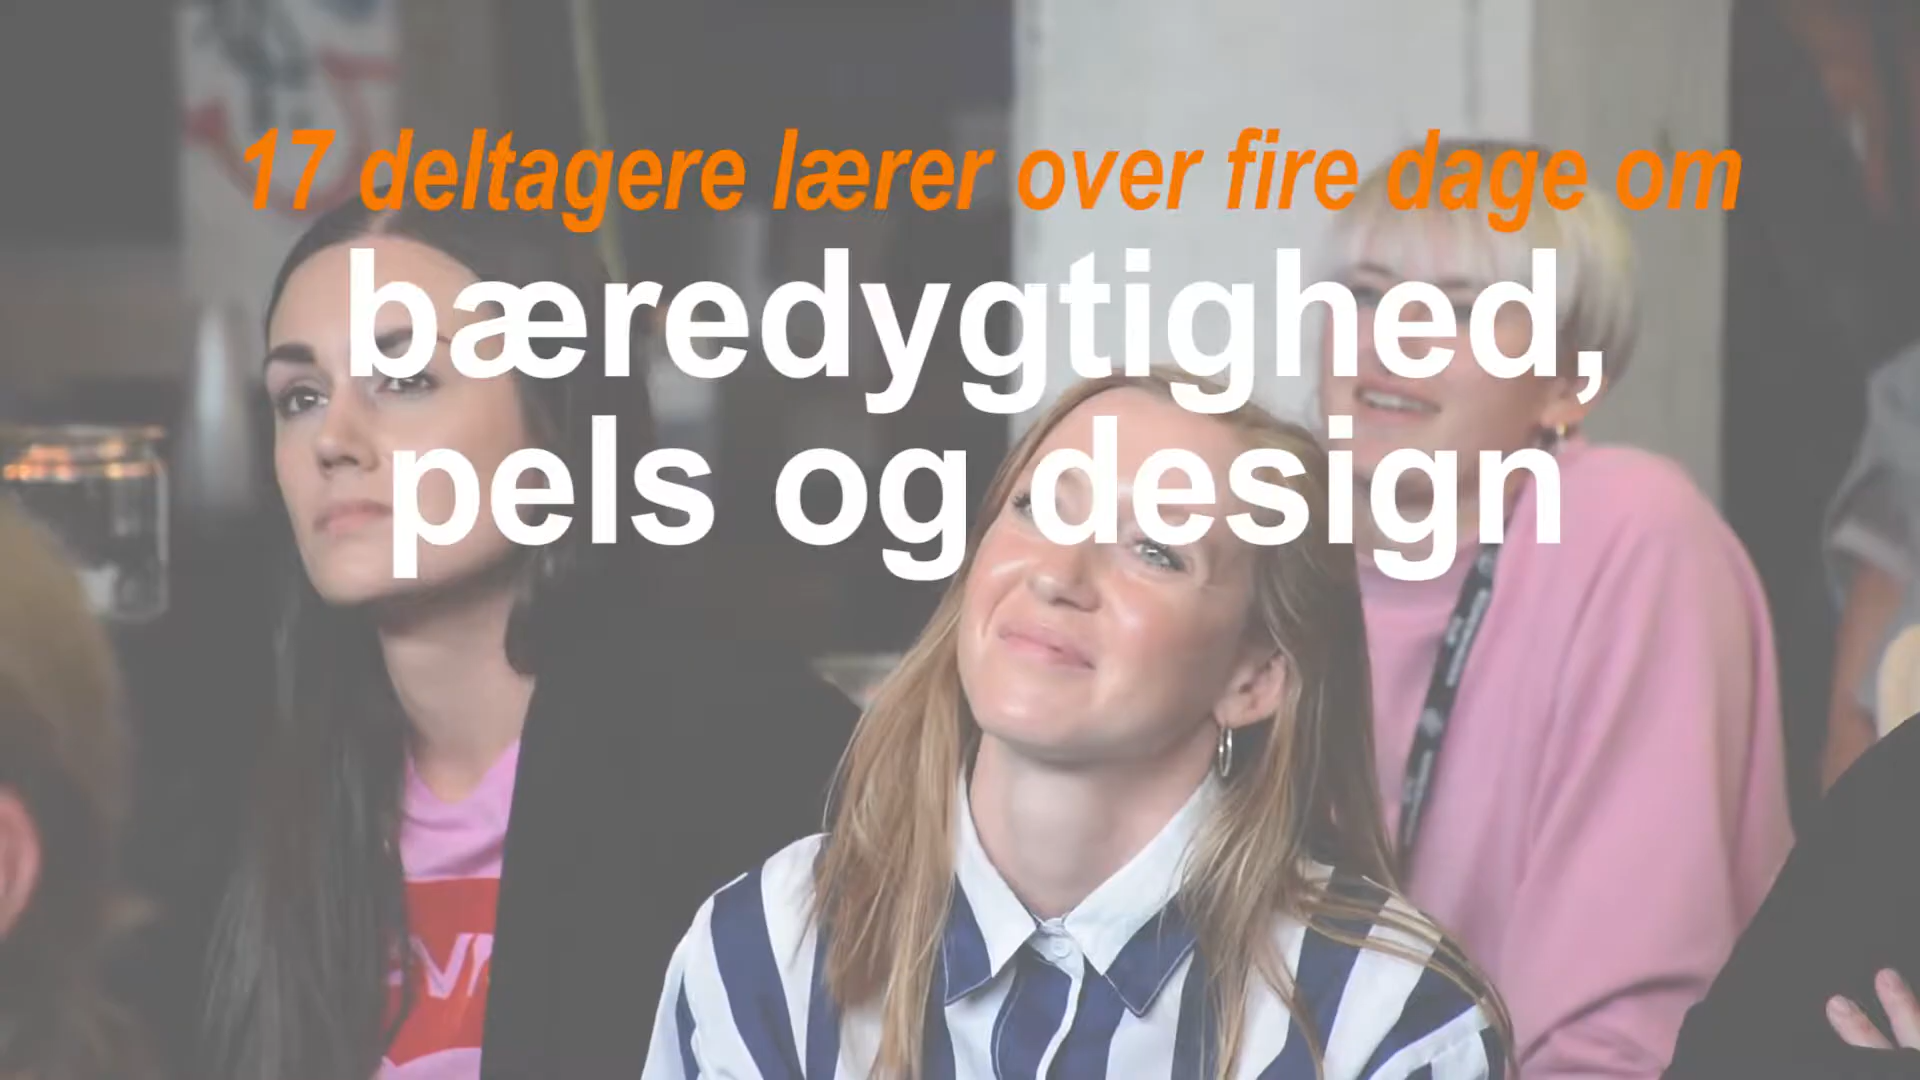 17 deltagere lærer over fire dage om
bæredygtighed,
pels og design